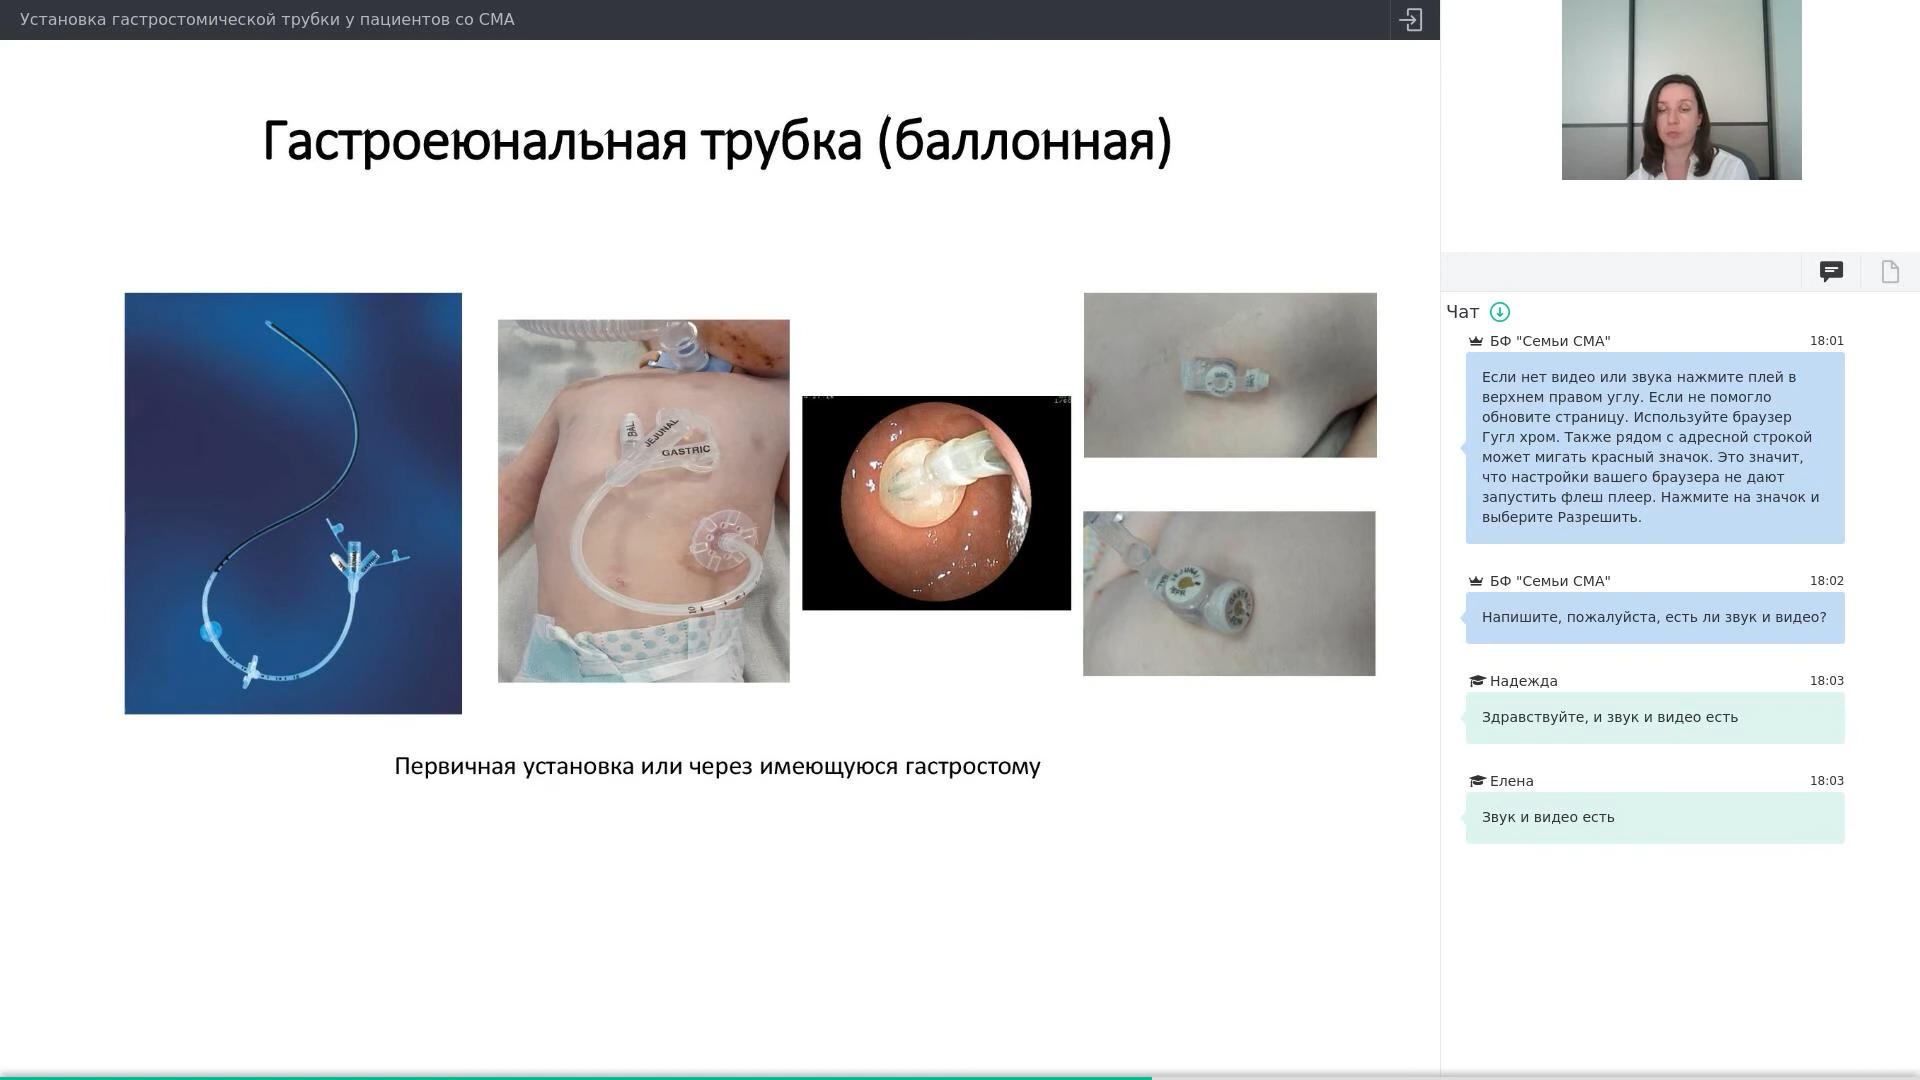 Установка гастростомической трубки у пациентов со СМА
Гастроеюнальная трубка (баллонная)
BAL
JEJUNAL
GASTRIC
Первичная установка или через имеющуюся гастростому
Чат
БФ "Семьи СМА" 18:01
Если нет видео или звука нажмите плей в
верхнем правом углу. Если не помогло
обновите страницу. Используйте браузер
Гугл хром. Также рядом с адресной строкой
может мигать красный значок. Это значит,
что настройки вашего браузера не дают
запустить флеш плеер. Нажмите на значок и
выберите Разрешить.
БФ "Семьи СМА" 18:02
Напишите, пожалуйста, есть ли звук и видео?
Надежда 18:03
Здравствуйте, и звук и видео есть
Елена 18:03
Звук и видео есть